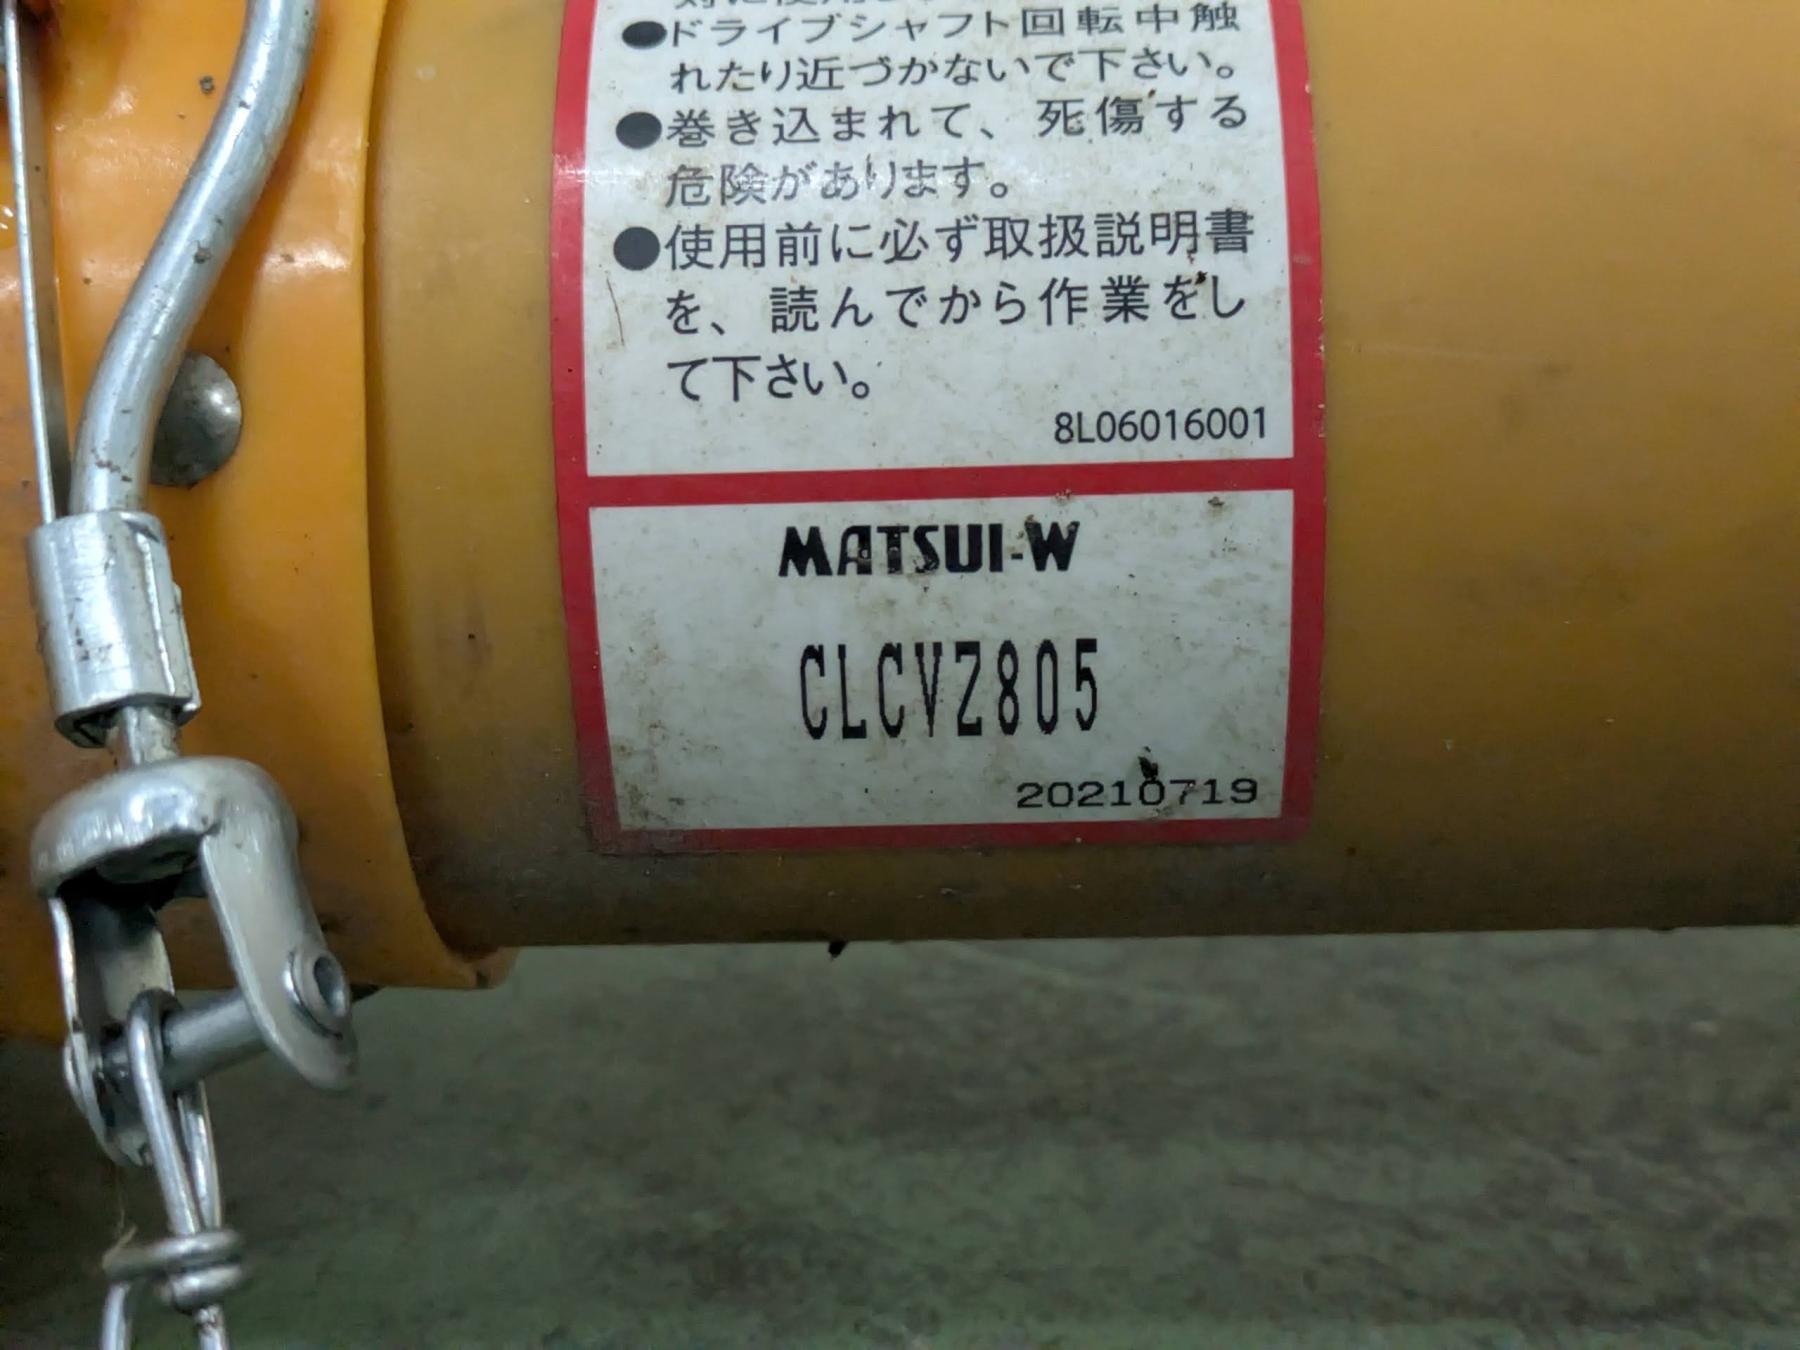 ●ドライブシャフト回転中触
れたり近づかないで下さい。
●巻き込まれて、死傷する
危険があります。
●使用前に必ず取扱説明書
を、読んでから作業をし
て下さい。
8L06016001
MATSUI-W
CLCVZ805
20210719